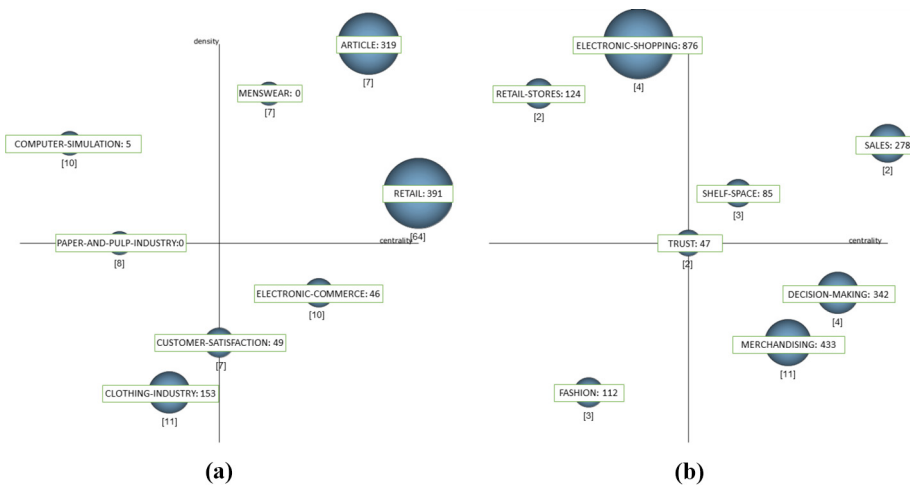 density
ARTICLE: 319
[7]
MENSWEAR: 0
[7]
COMPUTER-SIMULATION: 5
[10]
RETAIL: 391
[64]
PAPER-AND-PULP-INDUSTRY:0
[8]
centrality
ELECTRONIC-COMMERCE: 46
[10]
CUSTOMER-SATISFACTION: 49
[7]
CLOTHING-INDUSTRY: 153
[11]
(a)
ELECTRONIC-SHOPPING: 876
[4]
RETAIL-STORES: 124
[2]
SALES: 278
[2]
SHELF-SPACE: 85
[3]
TRUST: 47
[2]
centrality
DECISION-MAKING: 342
[4]
MERCHANDISING: 433
[11]
FASHION: 112
[3]
(b)